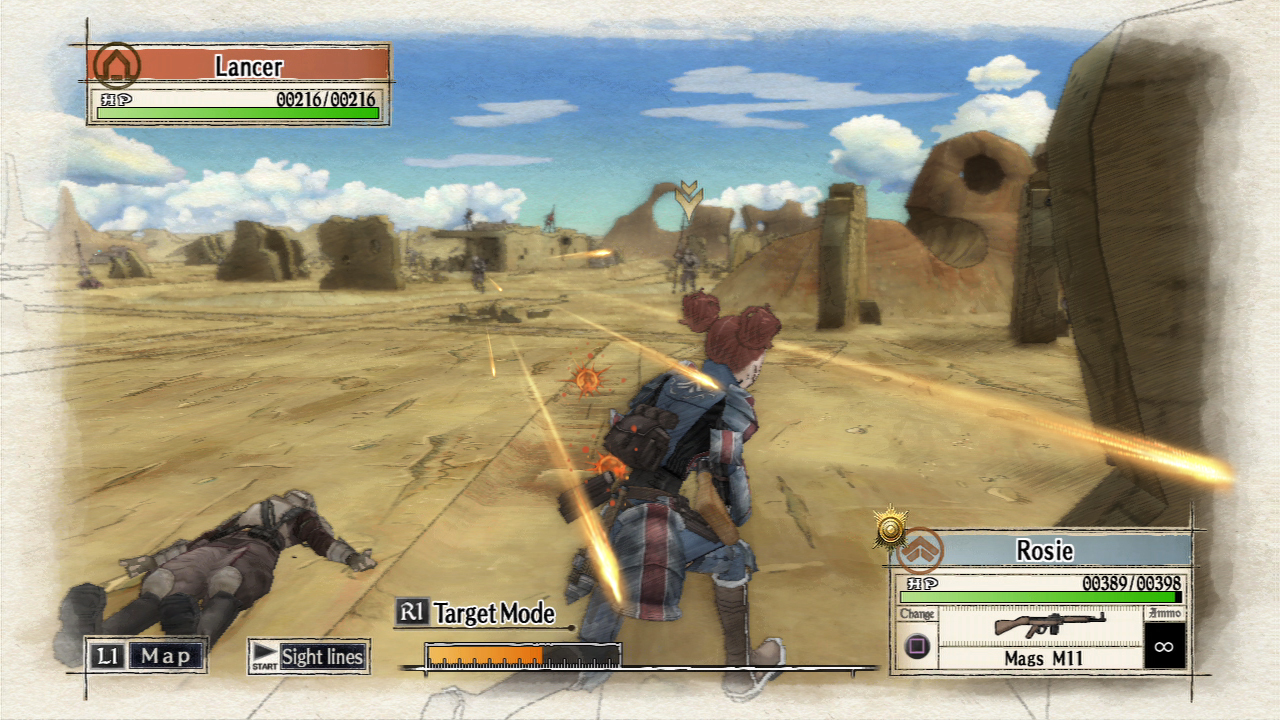 Lancer
HP 00216/00216
R1 Target Mode
L1 Map
START Sight lines
Rosie
HP 00389/00398
Change
Ammo
∞
Mags M11